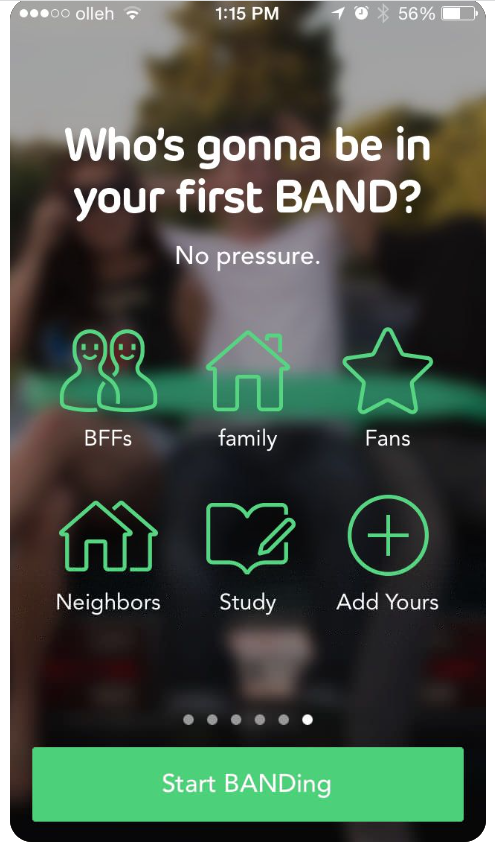 olleh 1:15 PM 56%
Who's gonna be in
your first BAND?
No pressure.
BFFs family Fans
Neighbors Study Add Yours
Start BANDing